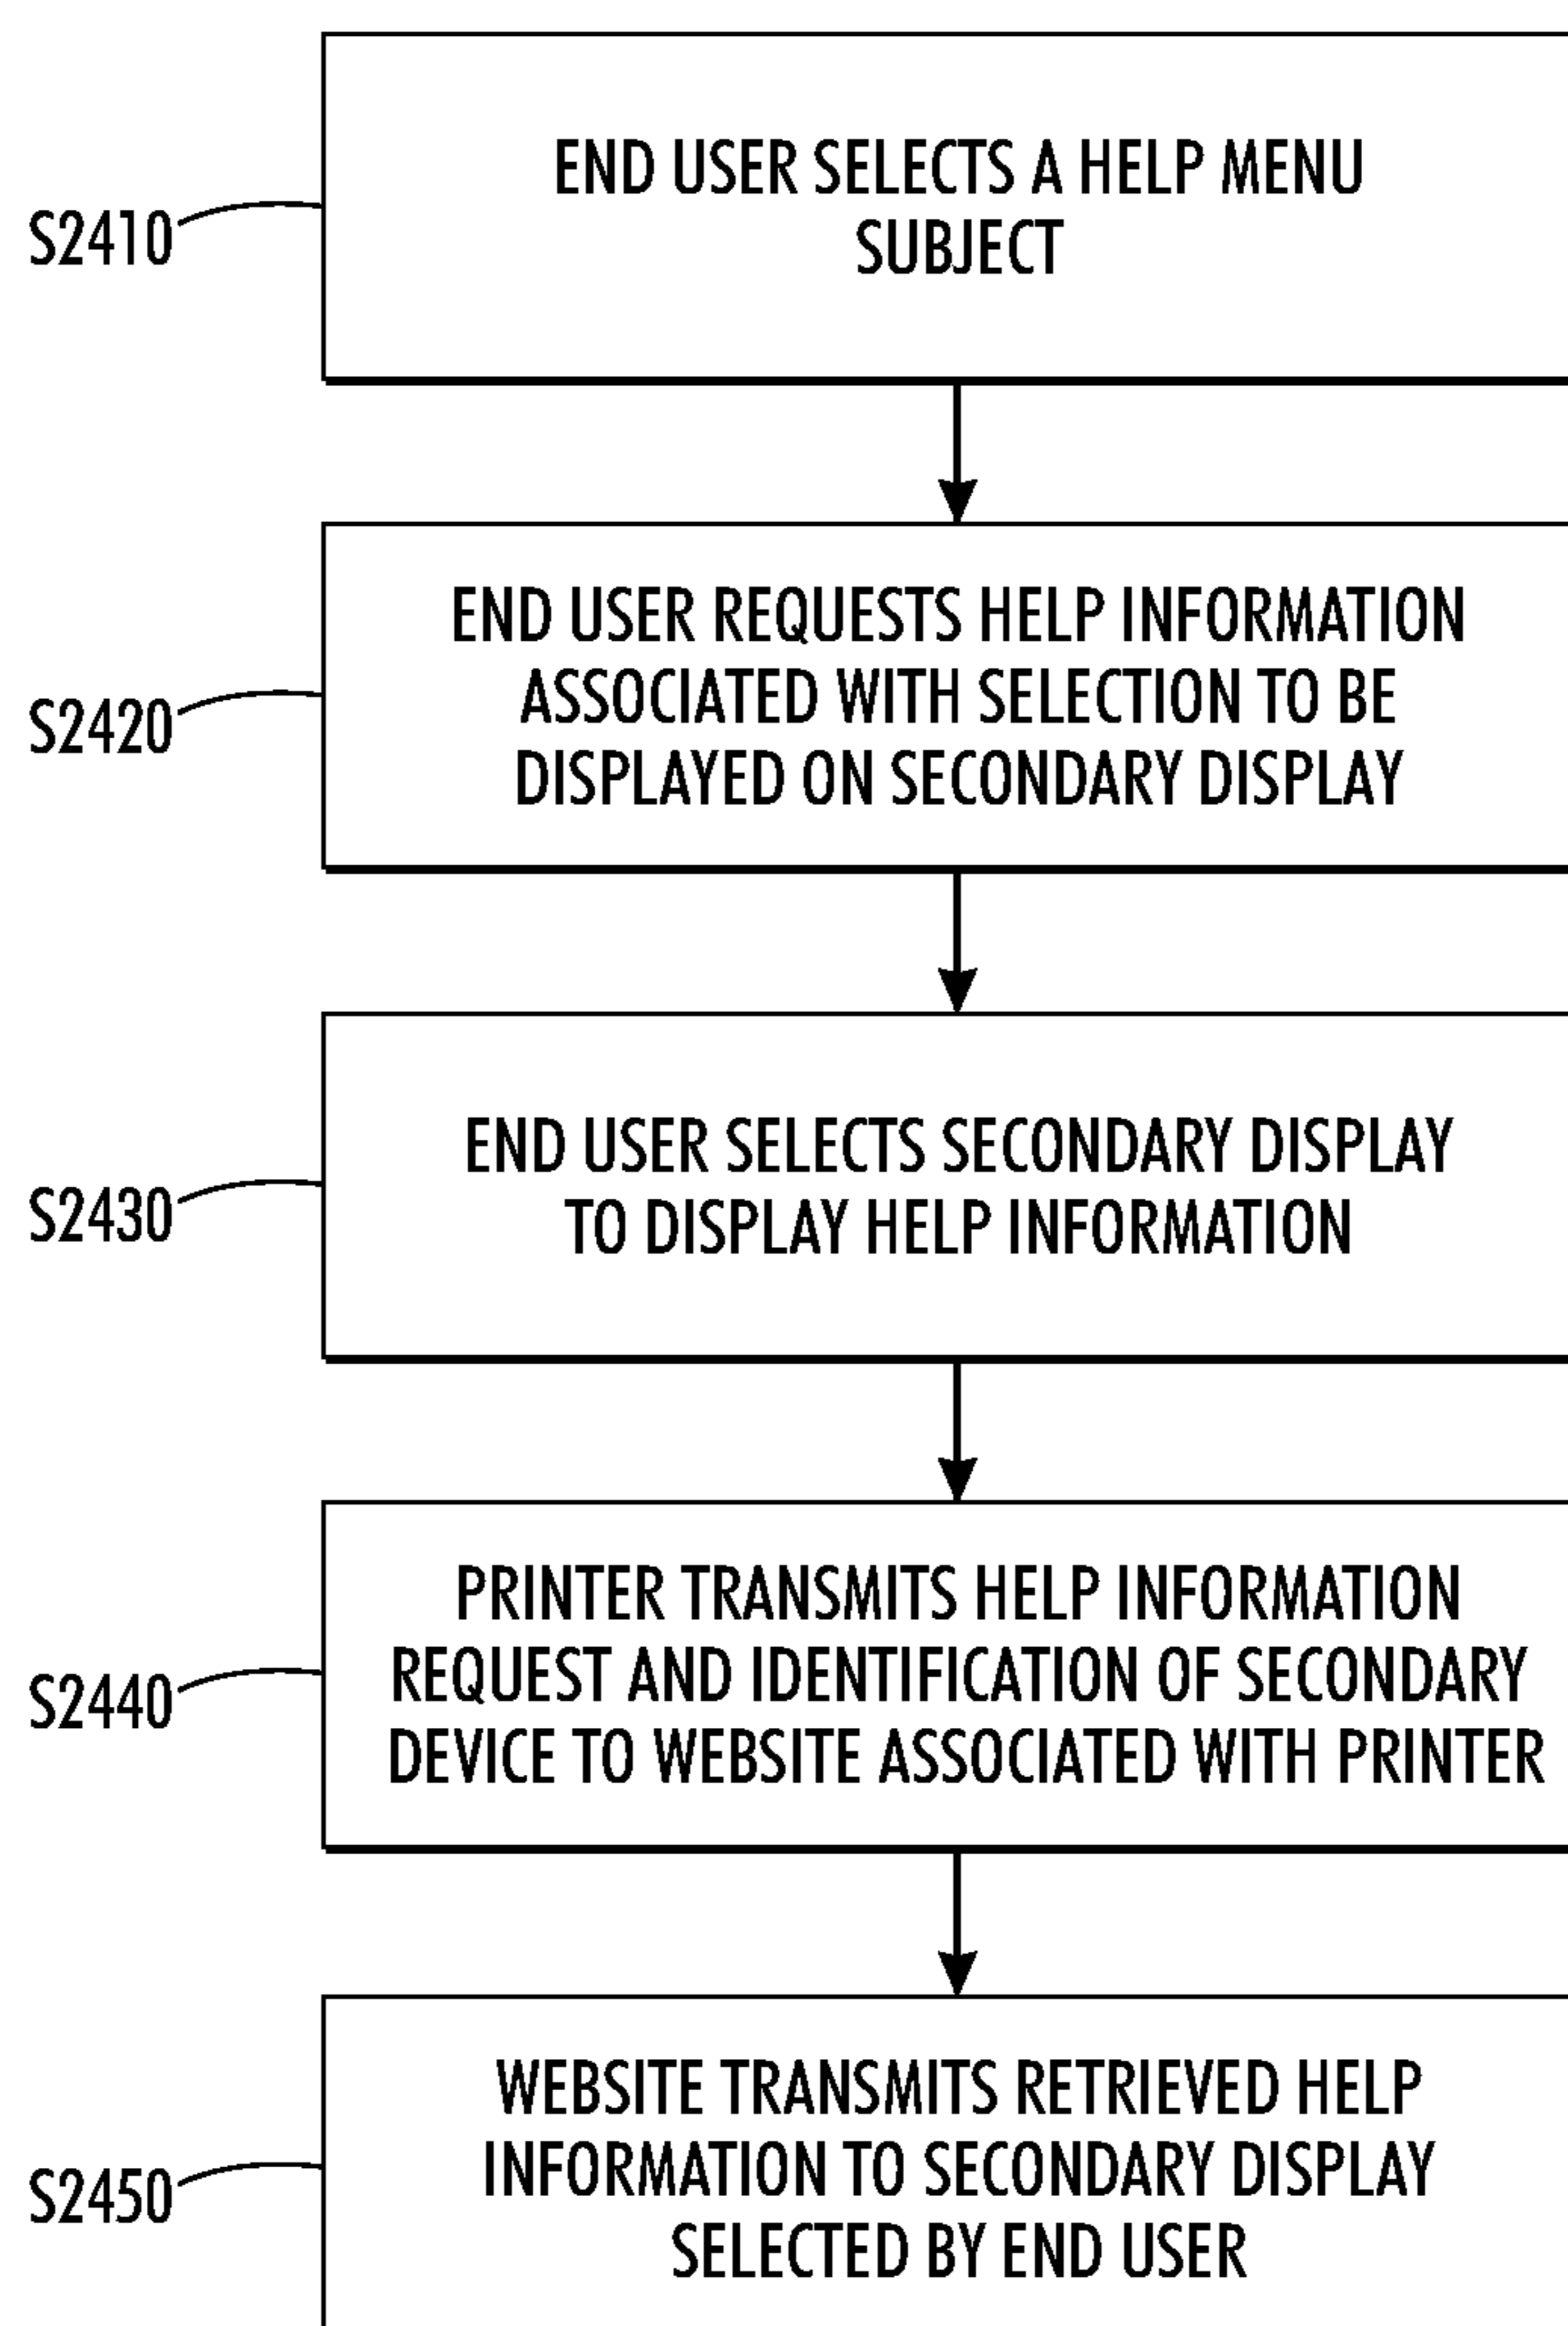 END USER SELECTS A HELP MENU
SUBJECT
S2410
END USER REQUESTS HELP INFORMATION
ASSOCIATED WITH SELECTION TO BE
DISPLAYED ON SECONDARY DISPLAY
S2420
END USER SELECTS SECONDARY DISPLAY
TO DISPLAY HELP INFORMATION
S2430
PRINTER TRANSMITS HELP INFORMATION
REQUEST AND IDENTIFICATION OF SECONDARY
DEVICE TO WEBSITE ASSOCIATED WITH PRINTER
S2440
WEBSITE TRANSMITS RETRIEVED HELP
INFORMATION TO SECONDARY DISPLAY
SELECTED BY END USER
S2450